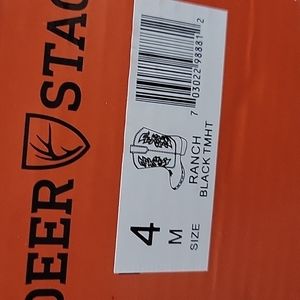 DEER STAG
4
M
SIZE
RANCH
BLACK TMHT
7 03022 98881 2